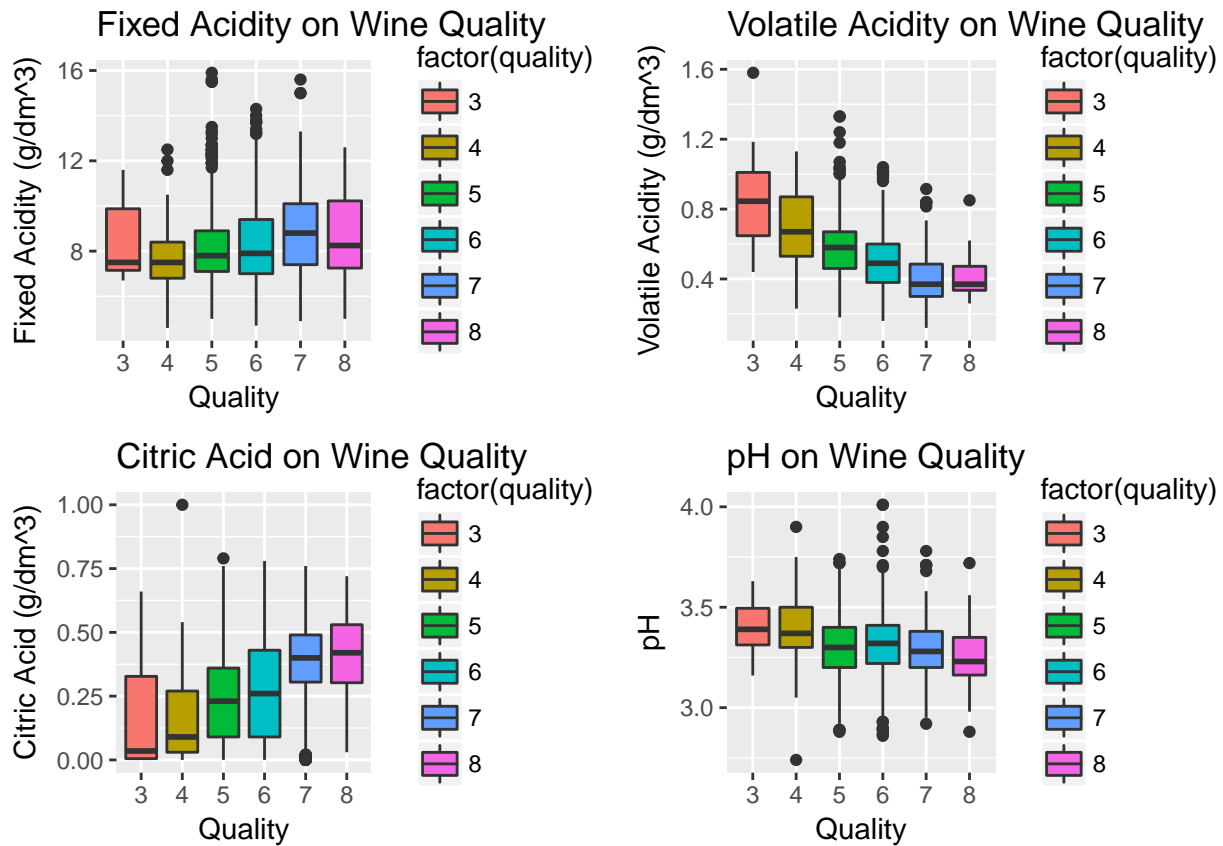 Fixed Acidity on Wine Quality
Fixed Acidity (g/dm^3)
16
12
8
3 4 5 6 7 8
Quality
factor(quality)
3
4
5
6
7
8
Volatile Acidity on Wine Quality
Volatile Acidity (g/dm^3)
1.6
1.2
0.8
0.4
3 4 5 6 7 8
Quality
factor(quality)
3
4
5
6
7
8
Citric Acid on Wine Quality
Citric Acid (g/dm^3)
1.00
0.75
0.50
0.25
0.00
3 4 5 6 7 8
Quality
factor(quality)
3
4
5
6
7
8
pH on Wine Quality
pH
4.0
3.5
3.0
3 4 5 6 7 8
Quality
factor(quality)
3
4
5
6
7
8